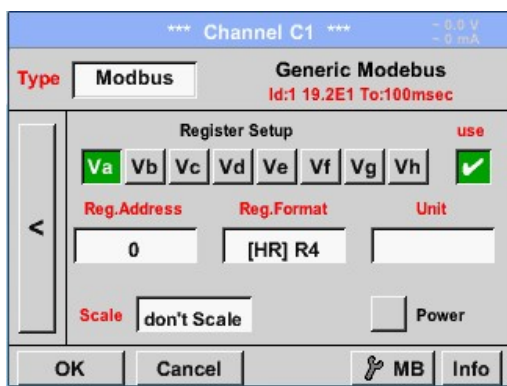 *** Channel C1 ***
~ 0.0 V
~ 0 mA
Type Modbus Generic Modebus
Id:1 19.2E1 To:100msec
Register Setup use
Va Vb Vc Vd Ve Vf Vg Vh
Reg.Address Reg.Format Unit
<
0 [HR] R4
Scale don't Scale Power
OK Cancel MB Info